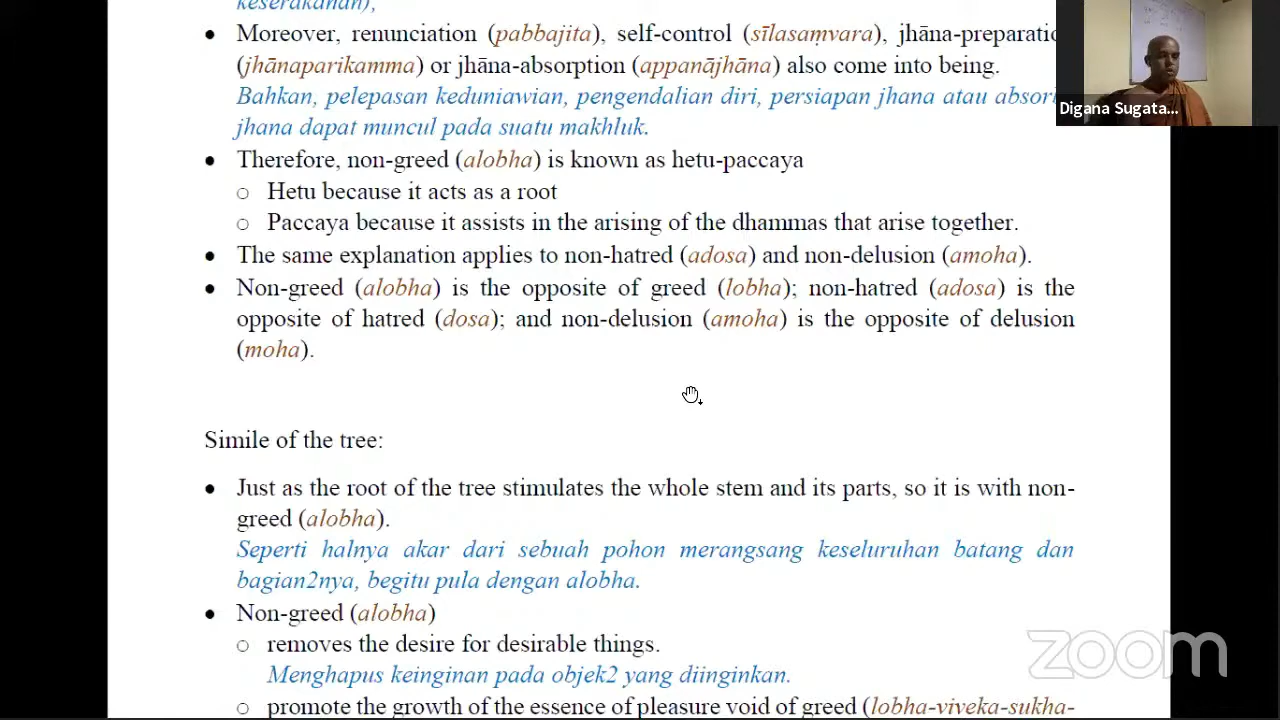 keserakahan),
• Moreover, renunciation (pabbajita), self-control (sīlasaṃvara), jhāna-preparatio
(jhānaparikamma) or jhāna-absorption (appanājhāna) also come into being.
Bahkan, pelepasan keduniawian, pengendalian diri, persiapan jhana atau absor
jhana dapat muncul pada suatu makhluk.
• Therefore, non-greed (alobha) is known as hetu-paccaya
○ Hetu because it acts as a root
○ Paccaya because it assists in the arising of the dhammas that arise together.
• The same explanation applies to non-hatred (adosa) and non-delusion (amoha).
• Non-greed (alobha) is the opposite of greed (lobha); non-hatred (adosa) is the
opposite of hatred (dosa); and non-delusion (amoha) is the opposite of delusion
(moha).
Simile of the tree:
• Just as the root of the tree stimulates the whole stem and its parts, so it is with non-
greed (alobha).
Seperti halnya akar dari sebuah pohon merangsang keseluruhan batang dan
bagian2nya, begitu pula dengan alobha.
• Non-greed (alobha)
○ removes the desire for desirable things.
Menghapus keinginan pada objek2 yang diinginkan.
○ promote the growth of the essence of pleasure void of greed (lobha-viveka-sukha-
Digana Sugata...
zoom